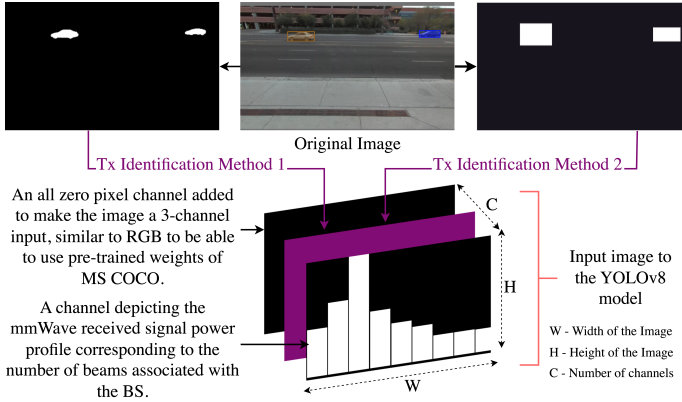 Original Image
Tx Identification Method 1
Tx Identification Method 2
An all zero pixel channel added
to make the image a 3-channel
input, similar to RGB to be able
to use pre-trained weights of
MS COCO.
A channel depicting the
mmWave received signal power
profile corresponding to the
number of beams associated with
the BS.
C
H
W
Input image to
the YOLOv8
model
W - Width of the Image
H - Height of the Image
C - Number of channels